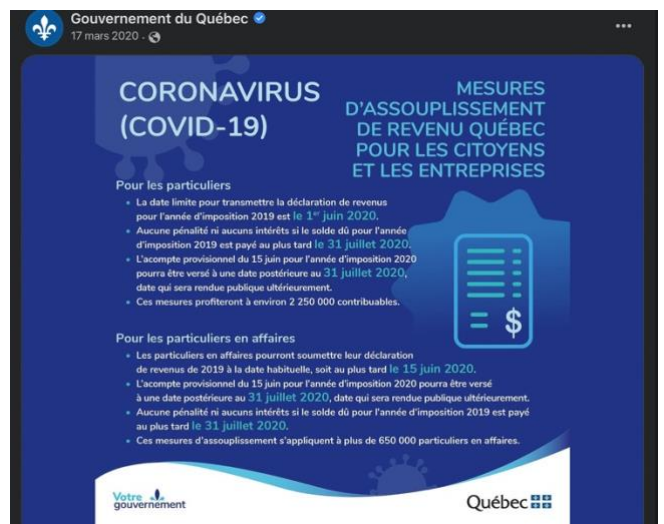 Gouvernement du Québec
17 mars 2020 ·
CORONAVIRUS
(COVID-19)
MESURES
D'ASSOUPLISSEMENT
DE REVENU QUÉBEC
POUR LES CITOYENS
ET LES ENTREPRISES
Pour les particuliers
• La date limite pour transmettre la déclaration de revenus
pour l'année d'imposition 2019 est le 1er juin 2020.
• Aucune pénalité ni aucuns intérêts si le solde dû pour l'année
d'imposition 2019 est payé au plus tard le 31 juillet 2020.
• L'acompte provisionnel du 15 juin pour l'année d'imposition 2020
pourra être versé à une date postérieure au 31 juillet 2020,
date qui sera rendue publique ultérieurement.
• Ces mesures profiteront à environ 2 250 000 contribuables.
Pour les particuliers en affaires
• Les particuliers en affaires pourront soumettre leur déclaration
de revenus de 2019 à la date habituelle, soit au plus tard le 15 juin 2020.
• L'acompte provisionnel du 15 juin pour l'année d'imposition 2020 pourra être versé
à une date postérieure au 31 juillet 2020, date qui sera rendue publique ultérieurement.
• Aucune pénalité ni aucuns intérêts si le solde dû pour l'année d'imposition 2019 est payé
au plus tard le 31 juillet 2020.
• Ces mesures d'assouplissement s'appliquent à plus de 650 000 particuliers en affaires.
$
Votre
gouvernement
Québec